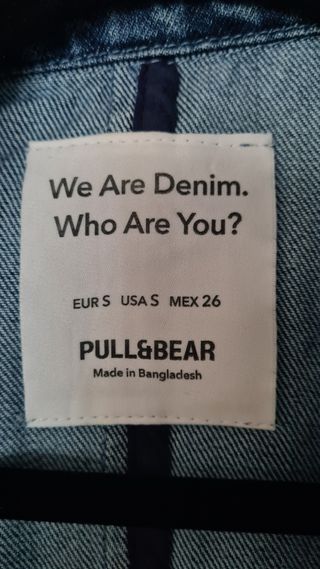 We Are Denim.
Who Are You?
EUR S USA S MEX 26
PULL&BEAR
Made in Bangladesh